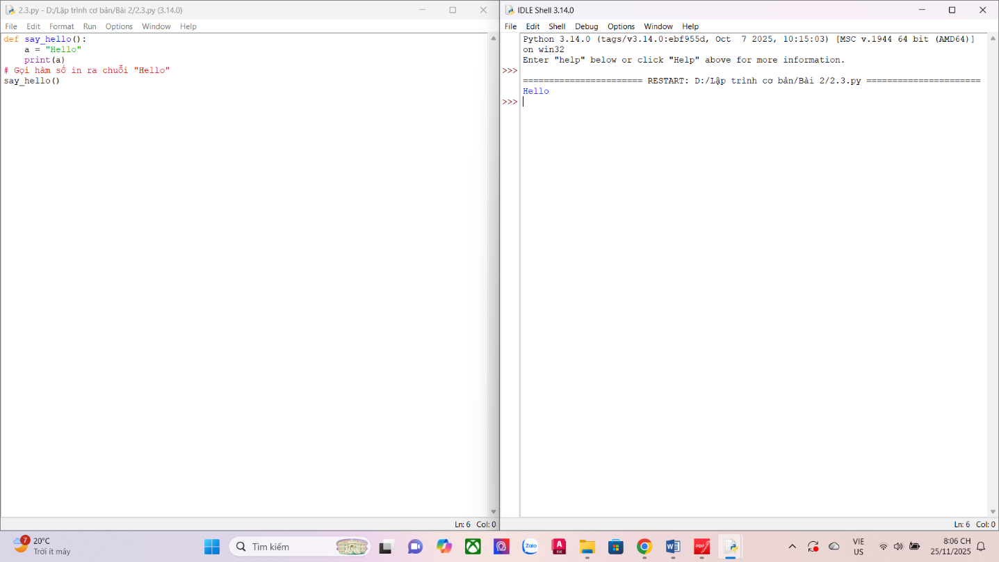 2.3.py - D:/Lập trình cơ bản/Bài 2/2.3.py (3.14.0)
File Edit Format Run Options Window Help
def say_hello():
    a = "Hello"
    print(a)
# Gọi hàm số in ra chuỗi "Hello"
say_hello()
Ln: 6 Col: 0
IDLE Shell 3.14.0
File Edit Shell Debug Options Window Help
Python 3.14.0 (tags/v3.14.0:ebf955d, Oct  7 2025, 10:15:03) [MSC v.1944 64 bit (AMD64)]
on win32
Enter "help" below or click "Help" above for more information.
>>>
======================= RESTART: D:/Lập trình cơ bản/Bài 2/2.3.py ======================
Hello
>>>
Ln: 6 Col: 0
7
20°C
Trời ít mây
Tìm kiếm
Zalo
A
W
PDF
VIE
US
8:06 CH
25/11/2025